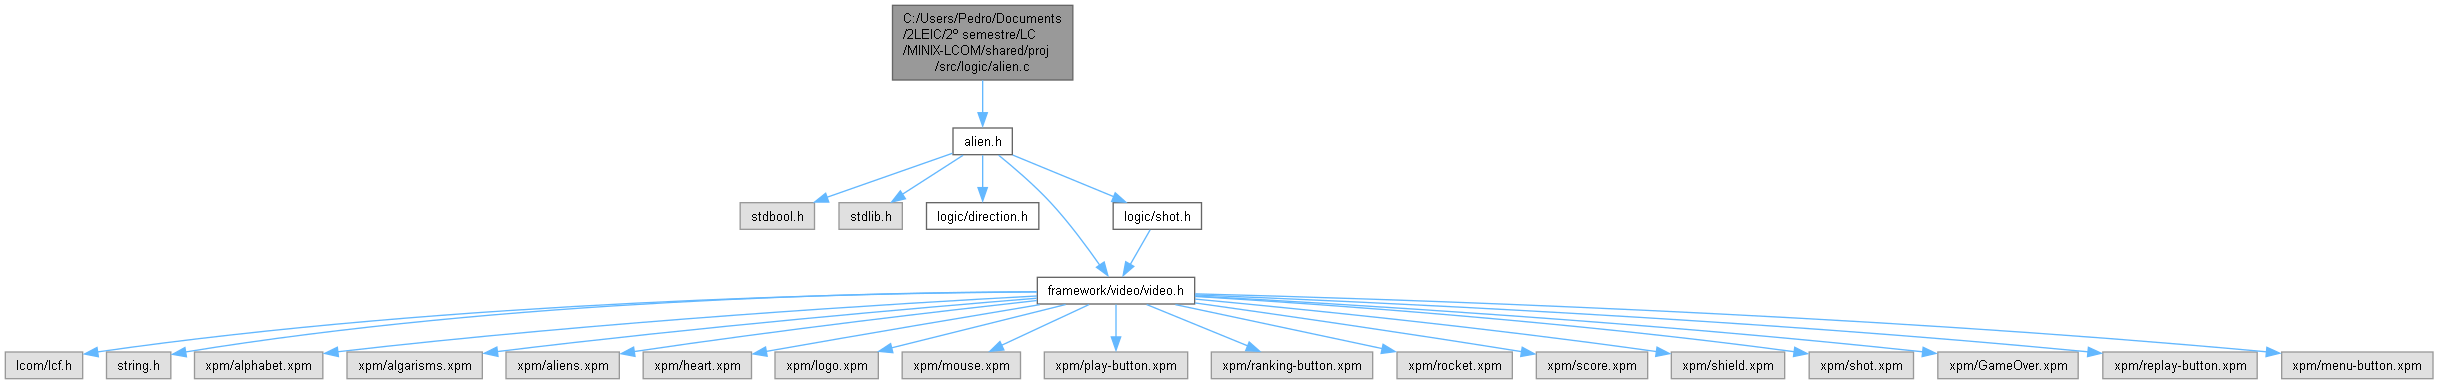 C:/Users/Pedro/Documents
/2LEIC/2º semestre/LC
/MINIX-LCOM/shared/proj
/src/logic/alien.c
alien.h
stdbool.h
stdlib.h
logic/direction.h
logic/shot.h
framework/video/video.h
lcom/lcf.h
string.h
xpm/alphabet.xpm
xpm/algarisms.xpm
xpm/aliens.xpm
xpm/heart.xpm
xpm/logo.xpm
xpm/mouse.xpm
xpm/play-button.xpm
xpm/ranking-button.xpm
xpm/rocket.xpm
xpm/score.xpm
xpm/shield.xpm
xpm/shot.xpm
xpm/GameOver.xpm
xpm/replay-button.xpm
xpm/menu-button.xpm